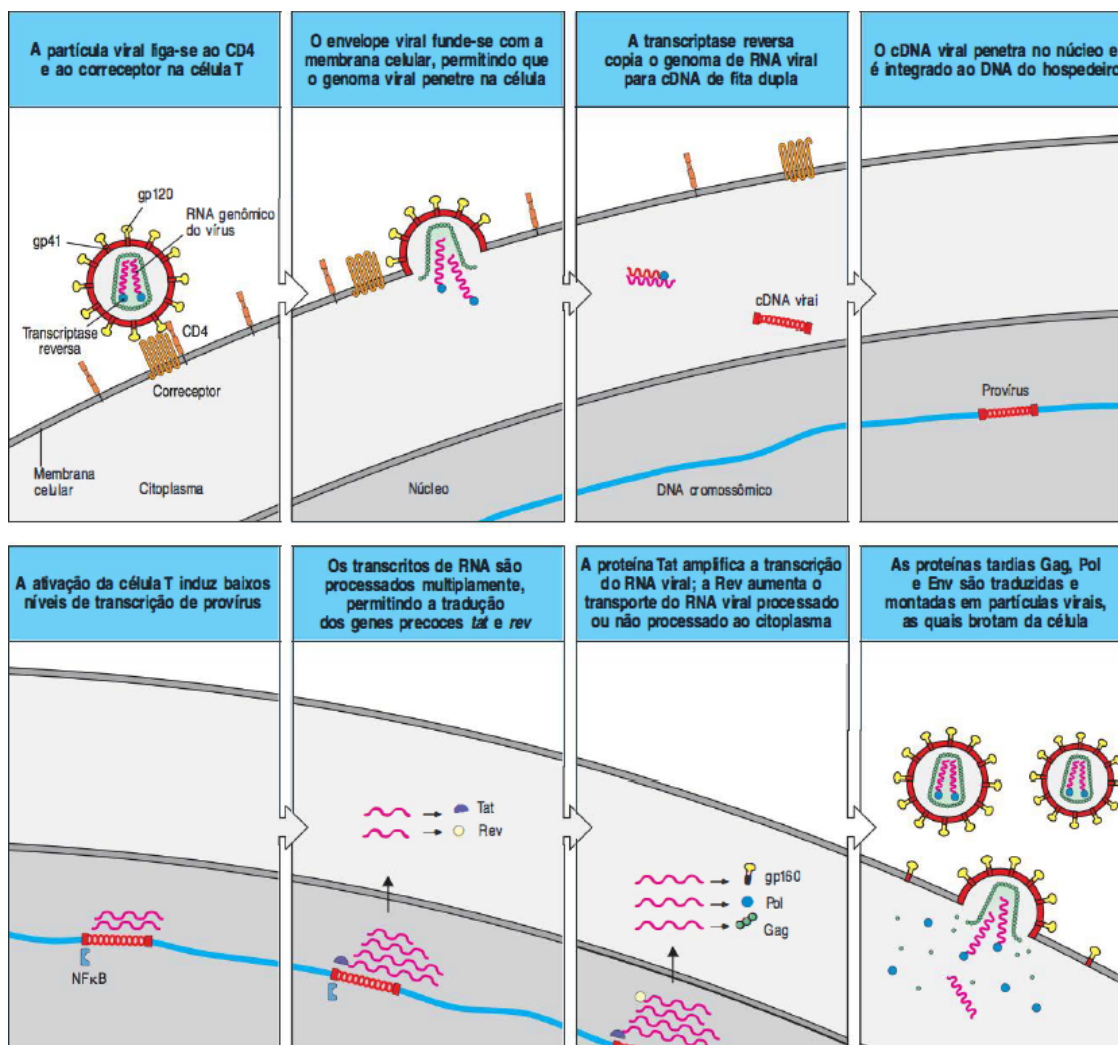 A partícula viral liga-se ao CD4
e ao correceptor na célula T
O envelope viral funde-se com a
membrana celular, permitindo que
o genoma viral penetre na célula
A transcriptase reversa
copia o genoma de RNA viral
para cDNA de fita dupla
O cDNA viral penetra no núcleo e
é integrado ao DNA do hospedeiro
gp120
gp41
RNA genômico
do vírus
Transcriptase
reversa
CD4
Correceptor
Membrana
celular
Citoplasma
Núcleo
cDNA viral
DNA cromossômico
Provírus
A ativação da célula T induz baixos
níveis de transcrição de provírus
Os transcritos de RNA são
processados multiplamente,
permitindo a tradução
dos genes precoces tat e rev
A proteína Tat amplifica a transcrição
do RNA viral; a Rev aumenta o
transporte do RNA viral processado
ou não processado ao citoplasma
As proteínas tardias Gag, Pol
e Env são traduzidas e
montadas em partículas virais,
as quais brotam da célula
NFκB
Tat
Rev
gp160
Pol
Gag